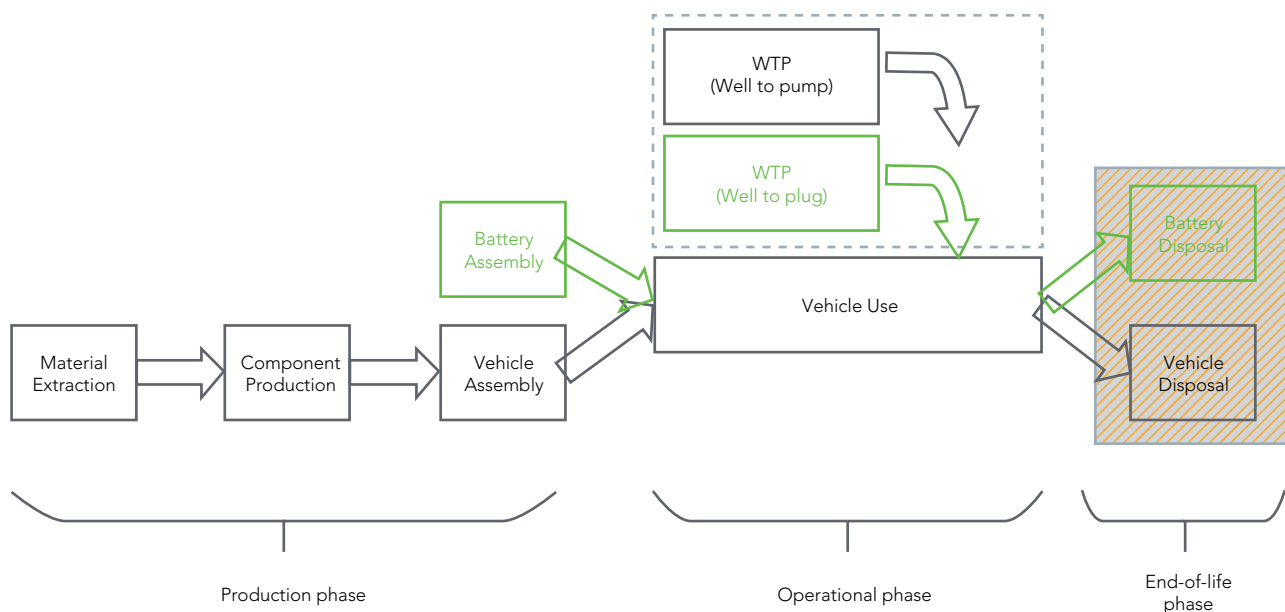 WTP
(Well to pump)
WTP
(Well to plug)
Battery
Assembly
Battery
Disposal
Vehicle Use
Material
Extraction
Component
Production
Vehicle
Assembly
Vehicle
Disposal
Production phase
Operational phase
End-of-life
phase